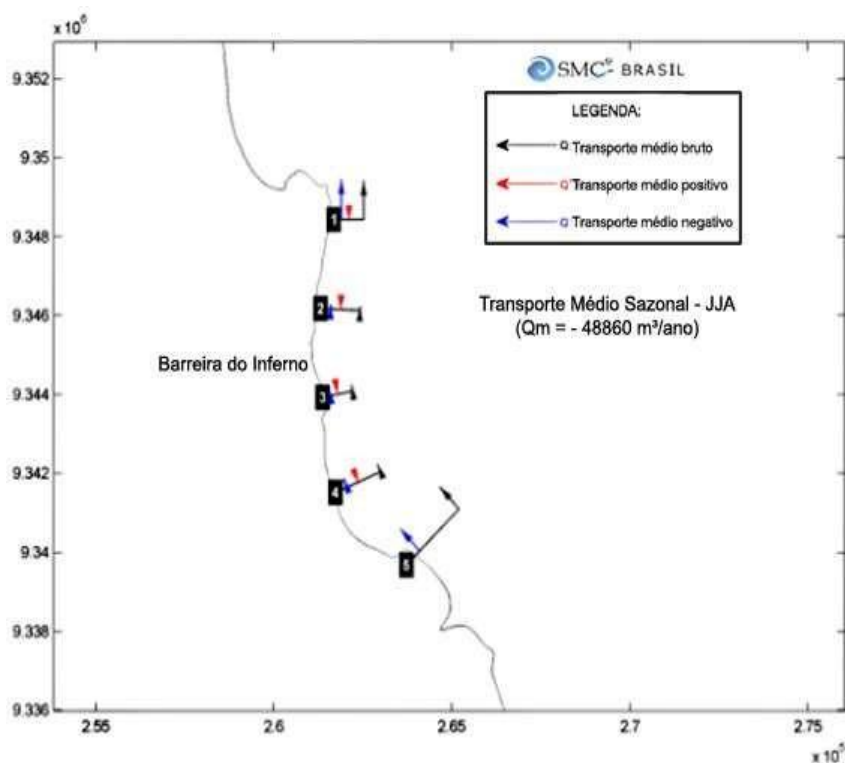 x 10⁶
SMC® BRASIL
9.352
LEGENDA:
Q Transporte médio bruto
9.35
Q⁺ Transporte médio positivo
Q Transporte médio negativo
1
9.348
Transporte Médio Sazonal - JJA
(Qm = - 48860 m³/ano)
2
9.346
Barreira do Inferno
3
9.344
9.342
4
9.34
5
9.338
9.336
2.55
2.6
2.65
2.7
2.75
x 10⁵